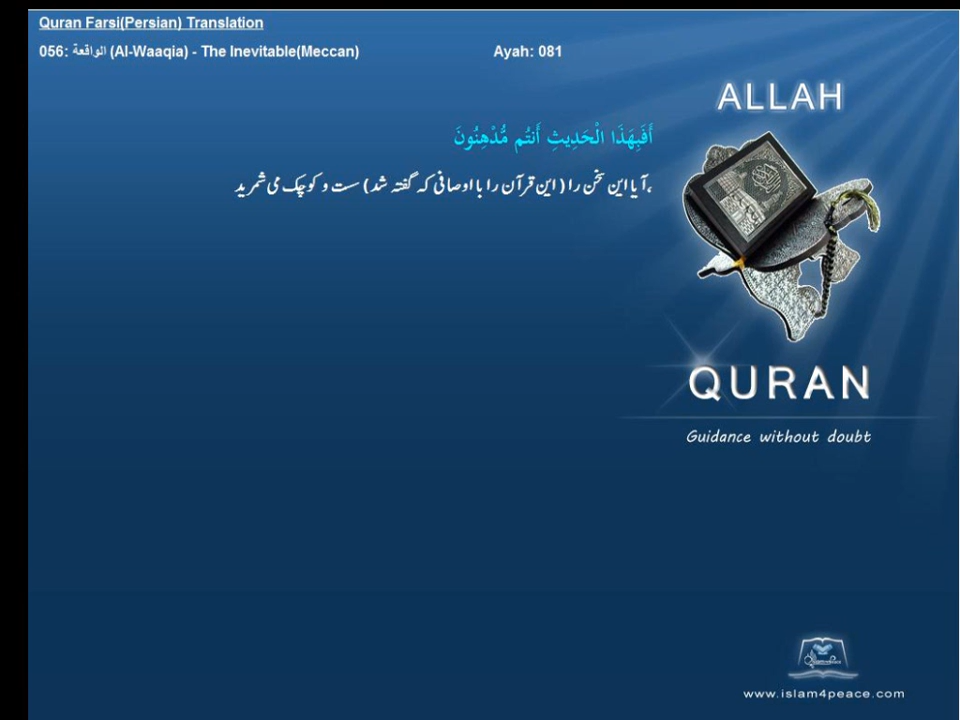 Quran Farsi(Persian) Translation
056: الواقعة (Al-Waaqia) - The Inevitable(Meccan) Ayah: 081
ALLAH
أَفَبِهَذَا الْحَدِيثِ أَنتُم مُّدْهِنُونَ
،آیا این سخن را ( این قرآن را با اوصافی که گفته شد) سست و کوچک می شمرید
QURAN
Guidance without doubt
www.islam4peace.com